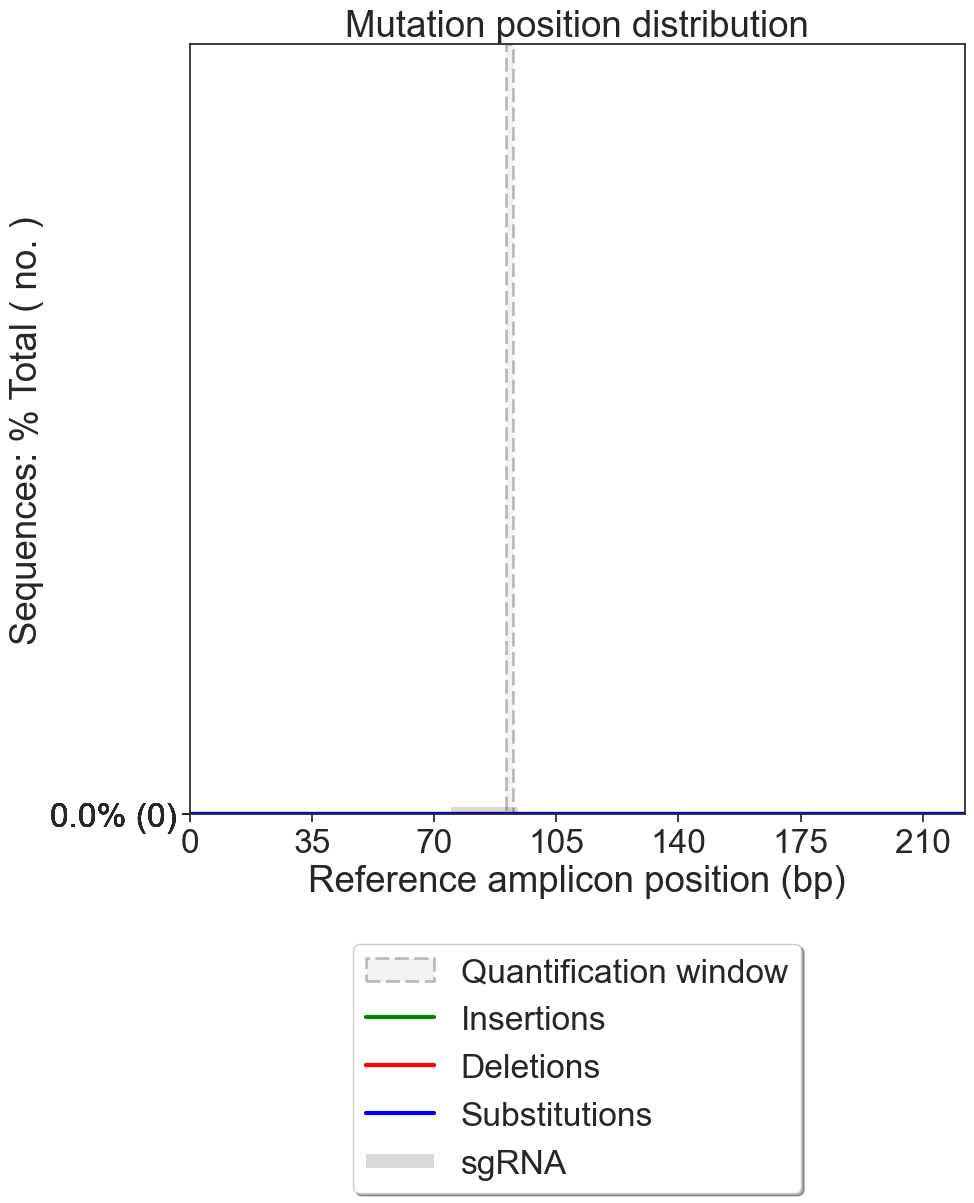 Mutation position distribution
Sequences: % Total ( no. )
0.0% (0)
0 35 70 105 140 175 210
Reference amplicon position (bp)
Quantification window
Insertions
Deletions
Substitutions
sgRNA